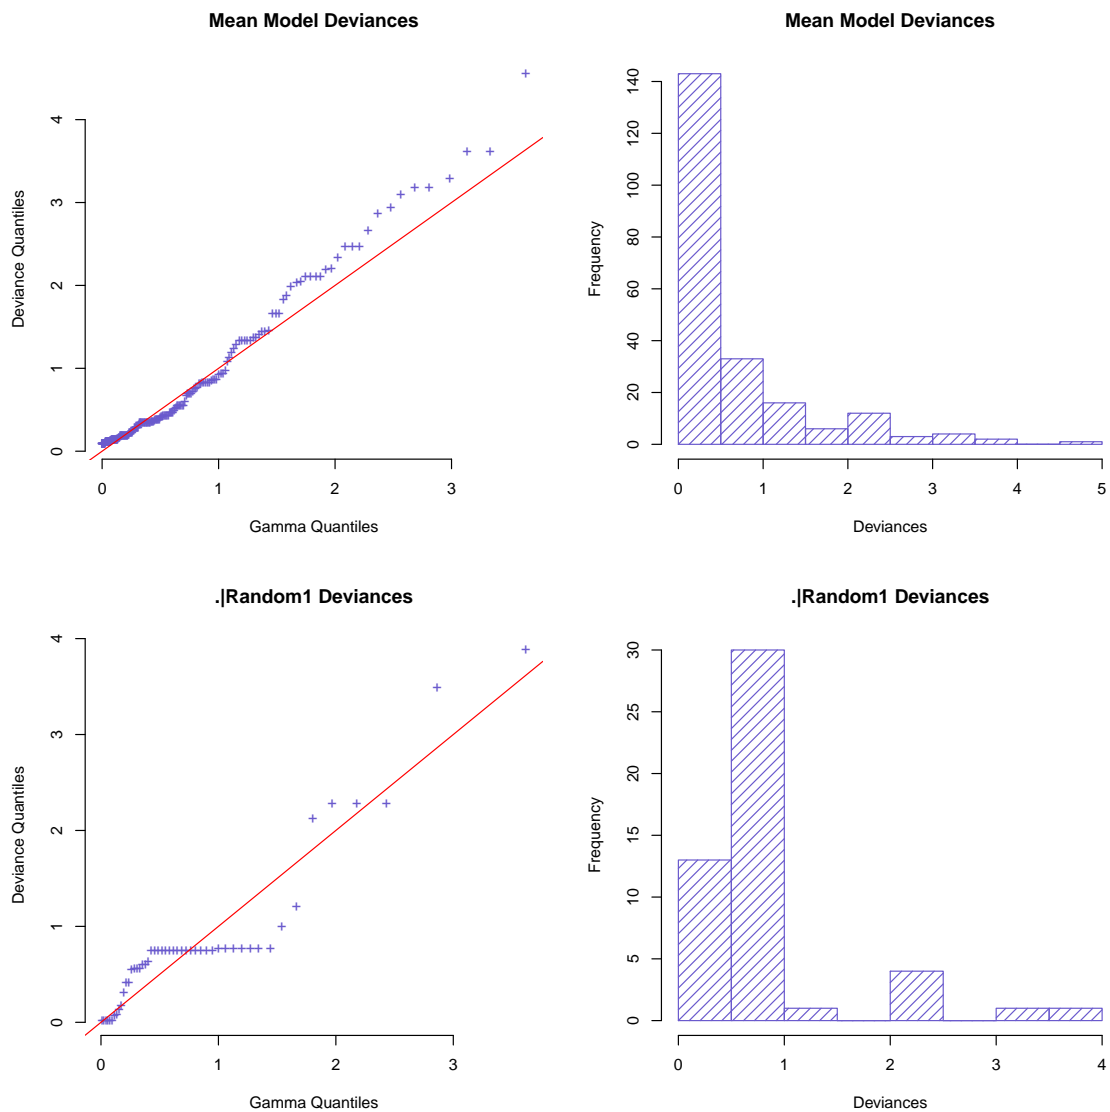 Mean Model Deviances
Deviance Quantiles
0 1 2 3 4
0 1 2 3
Gamma Quantiles
Mean Model Deviances
Frequency
0 20 40 60 80 100 120 140
0 1 2 3 4 5
Deviances
.|Random1 Deviances
Deviance Quantiles
0 1 2 3 4
0 1 2 3
Gamma Quantiles
.|Random1 Deviances
Frequency
0 5 10 15 20 25 30
0 1 2 3 4
Deviances